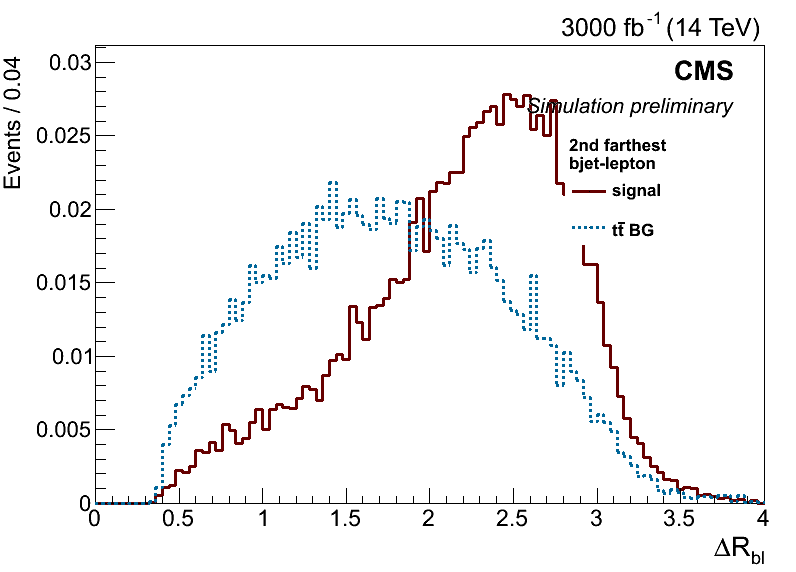 3000 fb⁻¹ (14 TeV)
CMS
Simulation preliminary
Events / 0.04
2nd farthest
bjet-lepton
signal
tt̄ BG
0.03
0.025
0.02
0.015
0.01
0.005
0
0 0.5 1 1.5 2 2.5 3 3.5 4
ΔR_bl